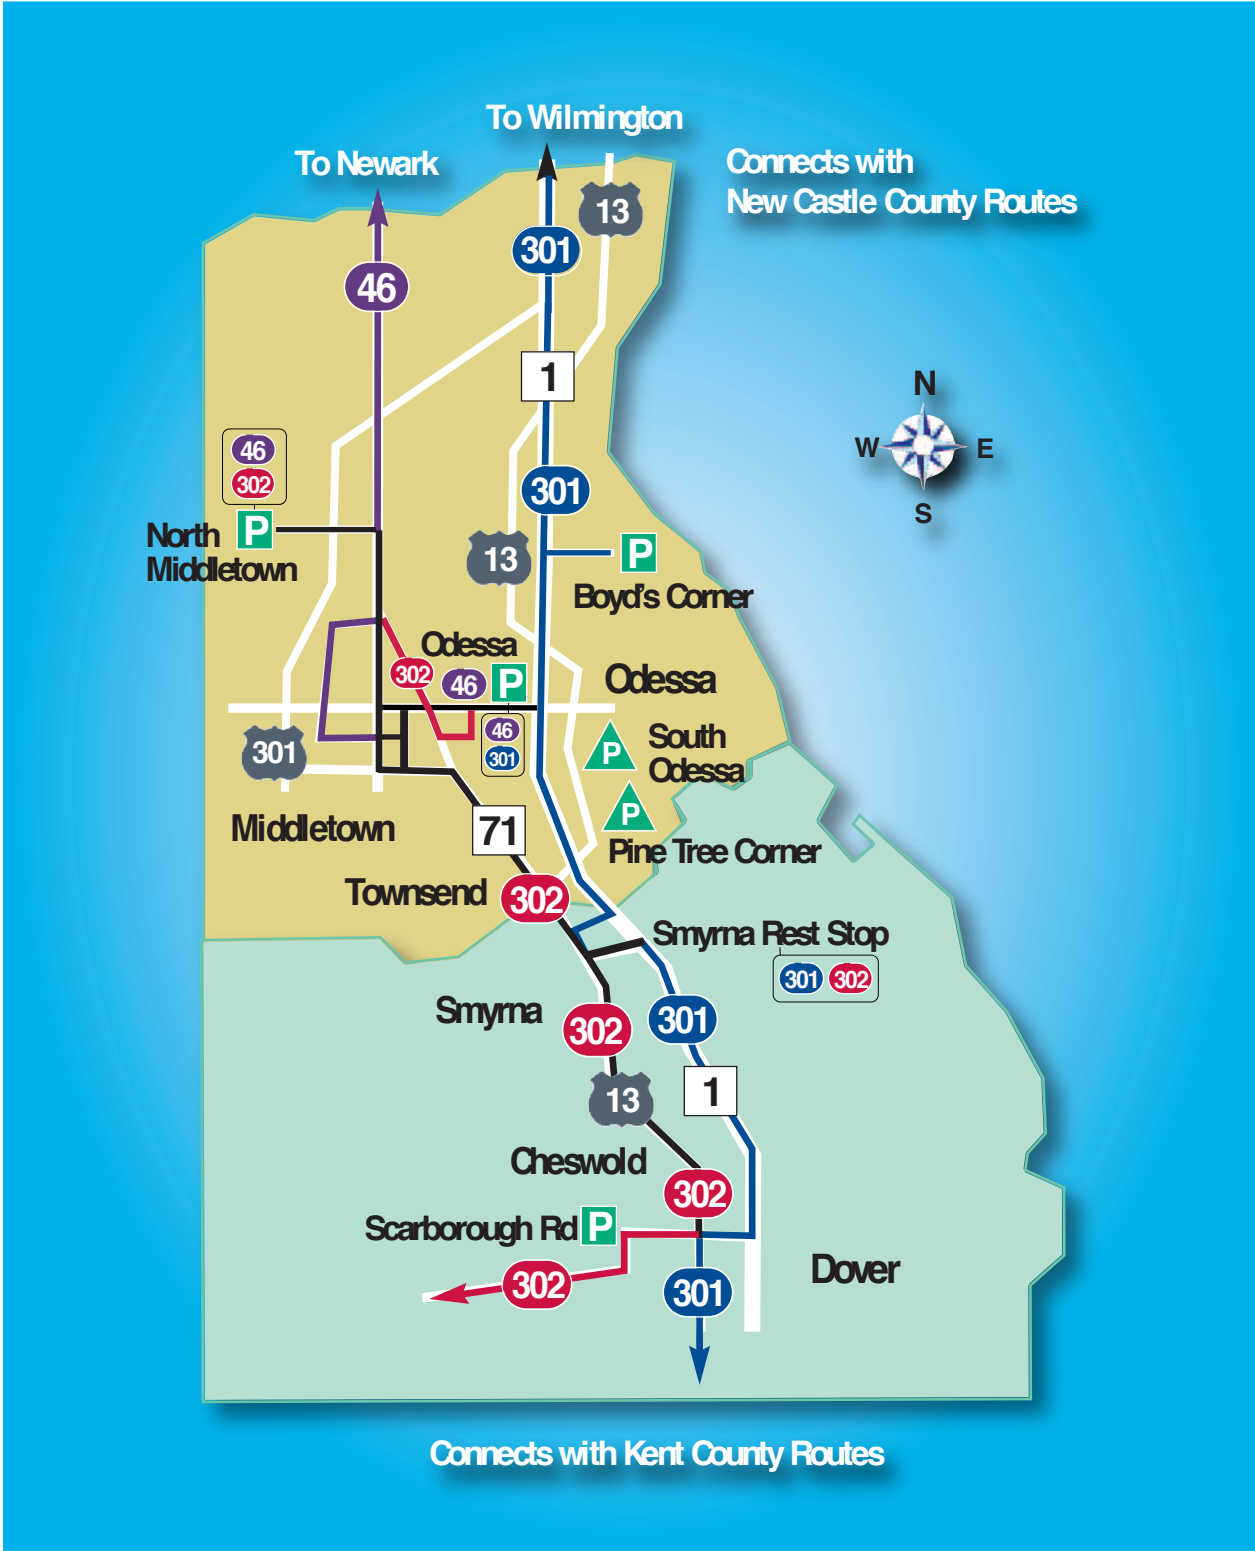 To Wilmington
To Newark
Connects with
New Castle County Routes
13
301
46
1
N
W
E
S
46
302
301
P
North
Middletown
13
P
Boyd's Corner
Odessa
302
46
P
Odessa
46
301
301
P
South
Odessa
P
Pine Tree Corner
Middletown
71
Townsend
302
Smyrna Rest Stop
301
302
Smyrna
302
301
13
1
Cheswold
302
Scarborough Rd
P
302
301
Dover
Connects with Kent County Routes